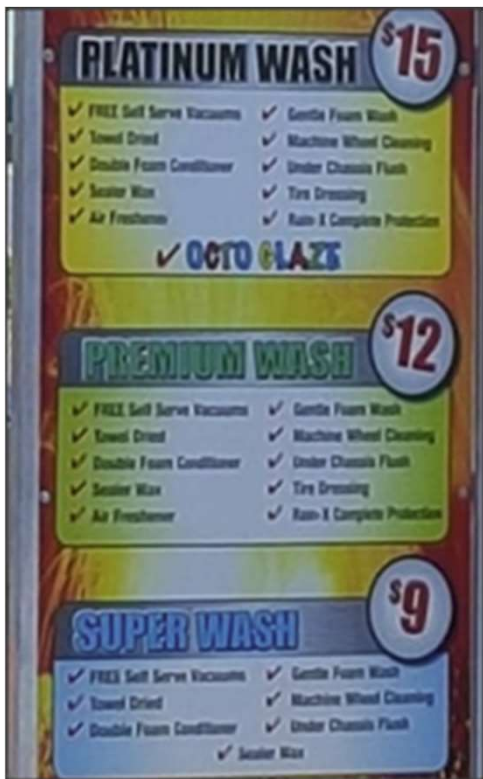 PLATINUM WASH $15
✓ FREE Self Serve Vacuums ✓ Gentle Foam Wash
✓ Towel Dried ✓ Machine Wheel Cleaning
✓ Double Foam Conditioner ✓ Under Chassis Flush
✓ Sealer Wax ✓ Tire Dressing
✓ Air Freshener ✓ Rain-X Complete Protection
✓ OCTO GLAZE
PREMIUM WASH $12
✓ FREE Self Serve Vacuums ✓ Gentle Foam Wash
✓ Towel Dried ✓ Machine Wheel Cleaning
✓ Double Foam Conditioner ✓ Under Chassis Flush
✓ Sealer Wax ✓ Tire Dressing
✓ Air Freshener ✓ Rain-X Complete Protection
SUPER WASH $9
✓ FREE Self Serve Vacuums ✓ Gentle Foam Wash
✓ Towel Dried ✓ Machine Wheel Cleaning
✓ Double Foam Conditioner ✓ Under Chassis Flush
✓ Sealer Wax